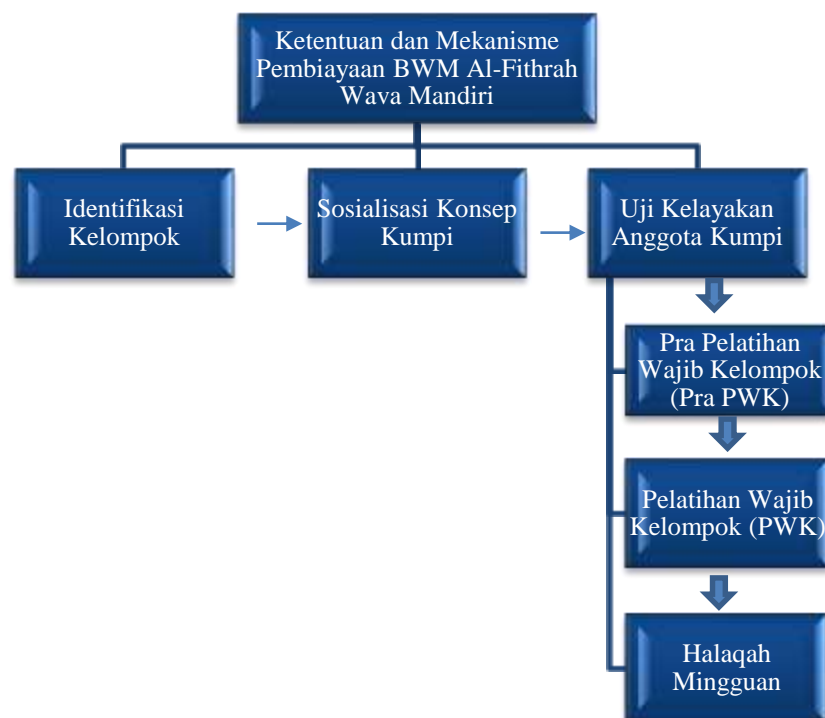 Ketentuan dan Mekanisme
Pembiayaan BWM Al-Fithrah
Wava Mandiri
Identifikasi
Kelompok
Sosialisasi Konsep
Kumpi
Uji Kelayakan
Anggota Kumpi
Pra Pelatihan
Wajib Kelompok
(Pra PWK)
Pelatihan Wajib
Kelompok (PWK)
Halaqah
Mingguan